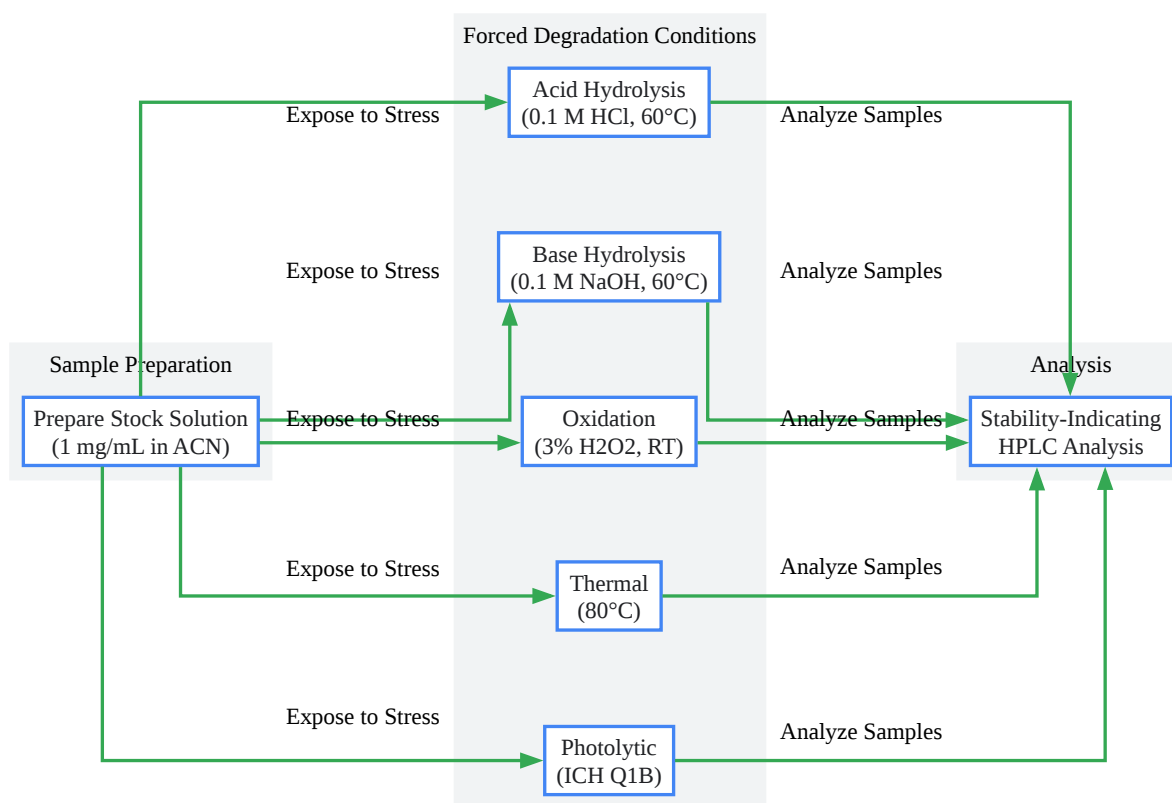 Forced Degradation Conditions
Acid Hydrolysis
(0.1 M HCl, 60°C)
Expose to Stress
Analyze Samples
Base Hydrolysis
(0.1 M NaOH, 60°C)
Expose to Stress
Analyze Samples
Sample Preparation
Analysis
Prepare Stock Solution
(1 mg/mL in ACN)
Expose to Stress
Oxidation
(3% H2O2, RT)
Analyze Samples
Stability-Indicating
HPLC Analysis
Expose to Stress
Thermal
(80°C)
Analyze Samples
Expose to Stress
Photolytic
(ICH Q1B)
Analyze Samples